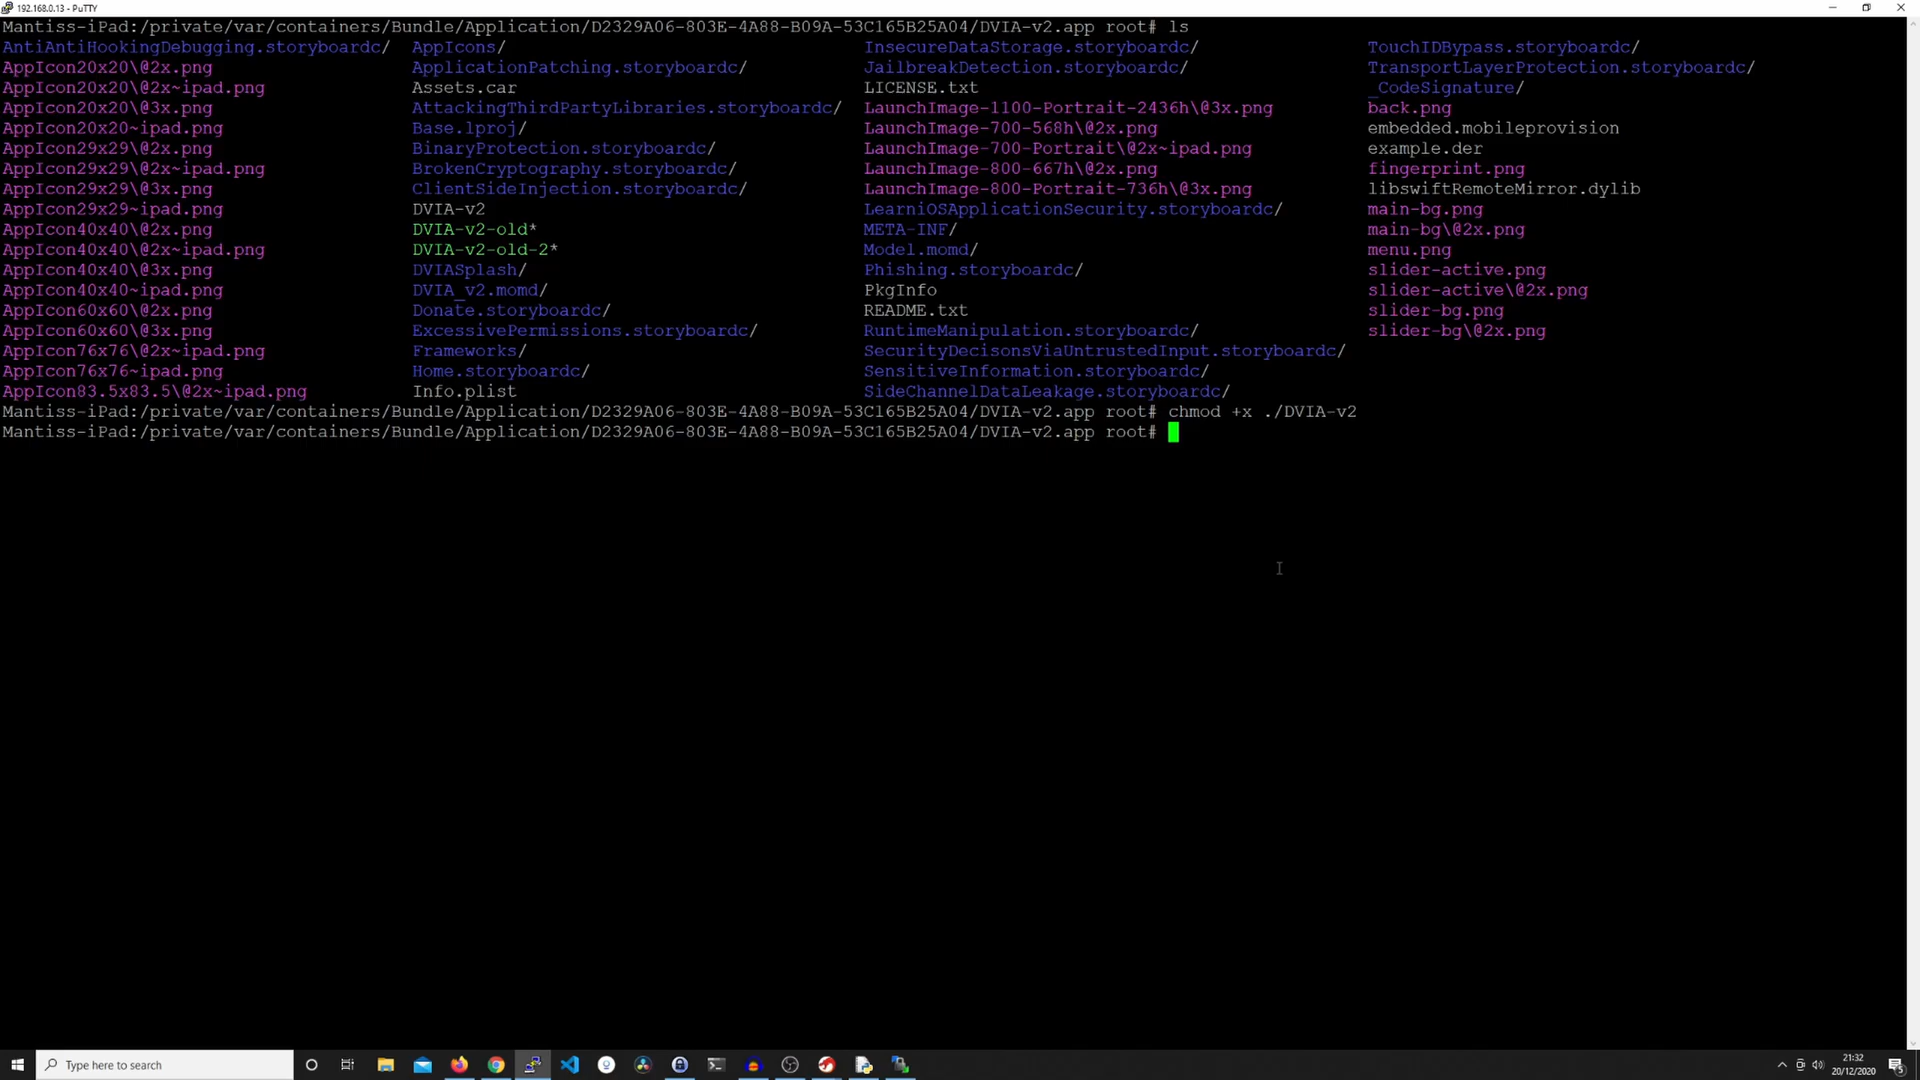 192.168.0.13 - PuTTY
Mantiss-iPad:/private/var/containers/Bundle/Application/D2329A06-803E-4A88-B09A-53C165B25A04/DVIA-v2.app root# ls
AntiAntiHookingDebugging.storyboardc/ AppIcons/ InsecureDataStorage.storyboardc/ TouchIDBypass.storyboardc/
AppIcon20x20\@2x.png ApplicationPatching.storyboardc/ JailbreakDetection.storyboardc/ TransportLayerProtection.storyboardc/
AppIcon20x20\@2x~ipad.png Assets.car LICENSE.txt _CodeSignature/
AppIcon20x20\@3x.png AttackingThirdPartyLibraries.storyboardc/ LaunchImage-1100-Portrait-2436h\@3x.png back.png
AppIcon20x20~ipad.png Base.lproj/ LaunchImage-700-568h\@2x.png embedded.mobileprovision
AppIcon29x29\@2x.png BinaryProtection.storyboardc/ LaunchImage-700-Portrait\@2x~ipad.png example.der
AppIcon29x29\@2x~ipad.png BrokenCryptography.storyboardc/ LaunchImage-800-667h\@2x.png fingerprint.png
AppIcon29x29\@3x.png ClientSideInjection.storyboardc/ LaunchImage-800-Portrait-736h\@3x.png libswiftRemoteMirror.dylib
AppIcon29x29~ipad.png DVIA-v2 LearniOSApplicationSecurity.storyboardc/ main-bg.png
AppIcon40x40\@2x.png DVIA-v2-old* META-INF/ main-bg\@2x.png
AppIcon40x40\@2x~ipad.png DVIA-v2-old-2* Model.momd/ menu.png
AppIcon40x40\@3x.png DVIASplash/ Phishing.storyboardc/ slider-active.png
AppIcon40x40~ipad.png DVIA_v2.momd/ PkgInfo slider-active\@2x.png
AppIcon60x60\@2x.png Donate.storyboardc/ README.txt slider-bg.png
AppIcon60x60\@3x.png ExcessivePermissions.storyboardc/ RuntimeManipulation.storyboardc/ slider-bg\@2x.png
AppIcon76x76\@2x~ipad.png Frameworks/ SecurityDecisonsViaUntrustedInput.storyboardc/
AppIcon76x76~ipad.png Home.storyboardc/ SensitiveInformation.storyboardc/
AppIcon83.5x83.5\@2x~ipad.png Info.plist SideChannelDataLeakage.storyboardc/
Mantiss-iPad:/private/var/containers/Bundle/Application/D2329A06-803E-4A88-B09A-53C165B25A04/DVIA-v2.app root# chmod +x ./DVIA-v2
Mantiss-iPad:/private/var/containers/Bundle/Application/D2329A06-803E-4A88-B09A-53C165B25A04/DVIA-v2.app root#
Type here to search
21:32
20/12/2020
5